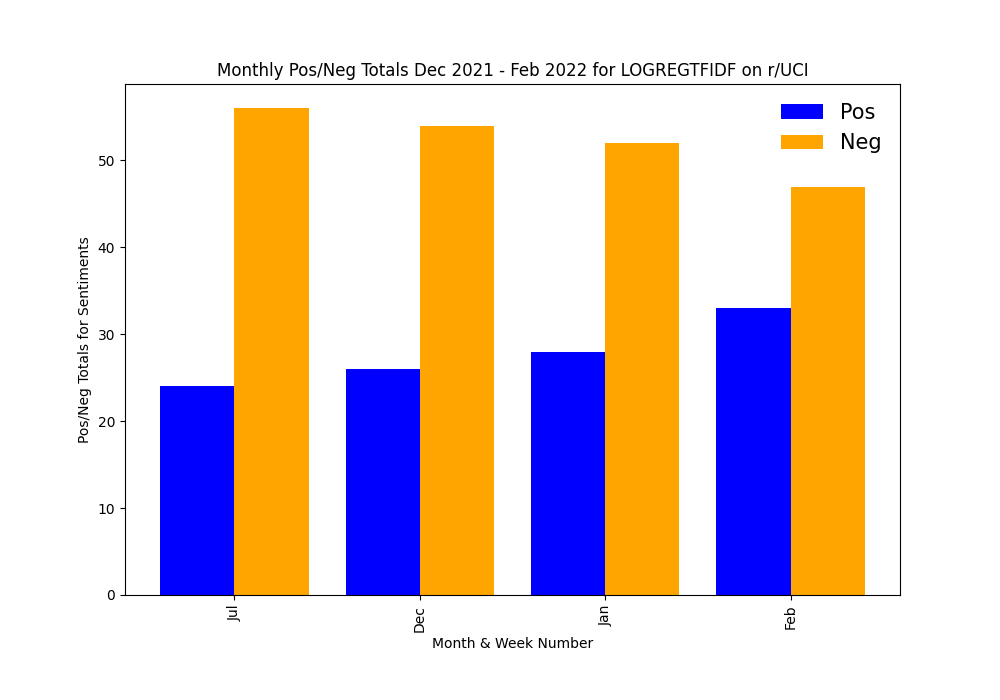 Monthly Pos/Neg Totals Dec 2021 - Feb 2022 for LOGREGTFIDF on r/UCI
Pos
Neg
Pos/Neg Totals for Sentiments
50
40
30
20
10
0
Jul
Dec
Jan
Feb
Month & Week Number